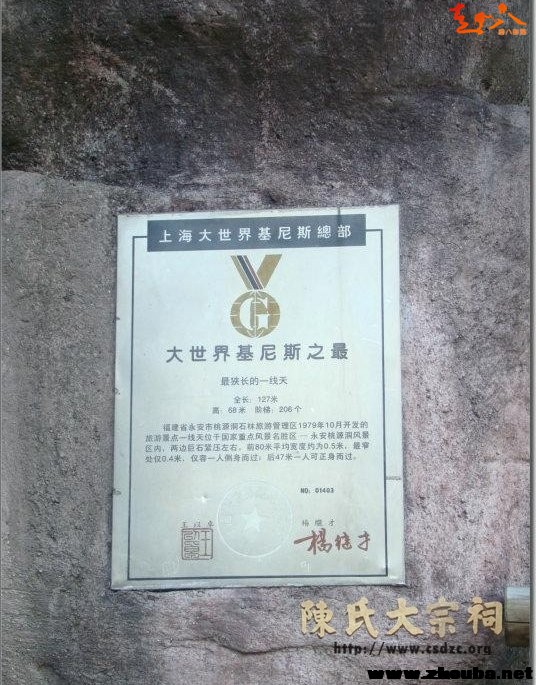 上海大世界基尼斯總部
G
大世界基尼斯之最
最狭长的一线天
全长：127米
高：68米 阶梯：206个
福建省永安市桃源洞石林旅游管理区1979年10月开发的
旅游重点一线天位于国家重点风景名胜区－永安桃源洞风景
区内，两边巨石紧压左右，前80米平均宽度约为0.5米，最窄
处仅0.4米，仅容一人侧身而过；后47米一人可正身而过。
NO：01403
杨继才
陳氏大宗祠
http://www.csdzc.org
www.zhouba.net